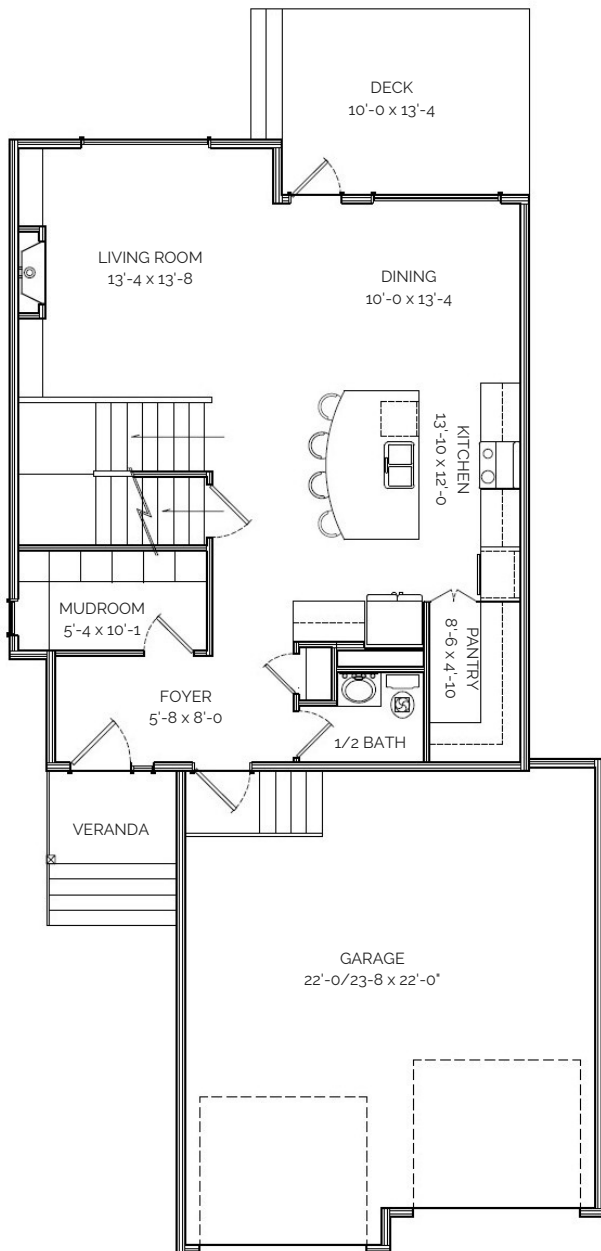 DECK
10'-0 x 13'-4
LIVING ROOM
13'-4 x 13'-8
DINING
10'-0 x 13'-4
KITCHEN
13'-10 x 12'-0
MUDROOM
5'-4 x 10'-1
PANTRY
8'-6 x 4'-10
FOYER
5'-8 x 8'-0
1/2 BATH
VERANDA
GARAGE
22'-0/23-8 x 22'-0"